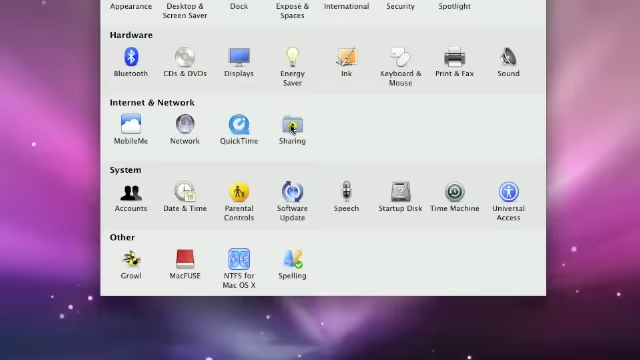 Appearance Desktop & Dock Exposé & International Security Spotlight
Screen Saver Spaces
Hardware
Bluetooth CDs & DVDs Displays Energy Ink Keyboard & Print & Fax Sound
Saver Mouse
Internet & Network
MobileMe Network QuickTime Sharing
System
Accounts Date & Time Parental Software Speech Startup Disk Time Machine Universal
Controls Update Access
Other
Growl MacFUSE NTFS for Spelling
Mac OS X